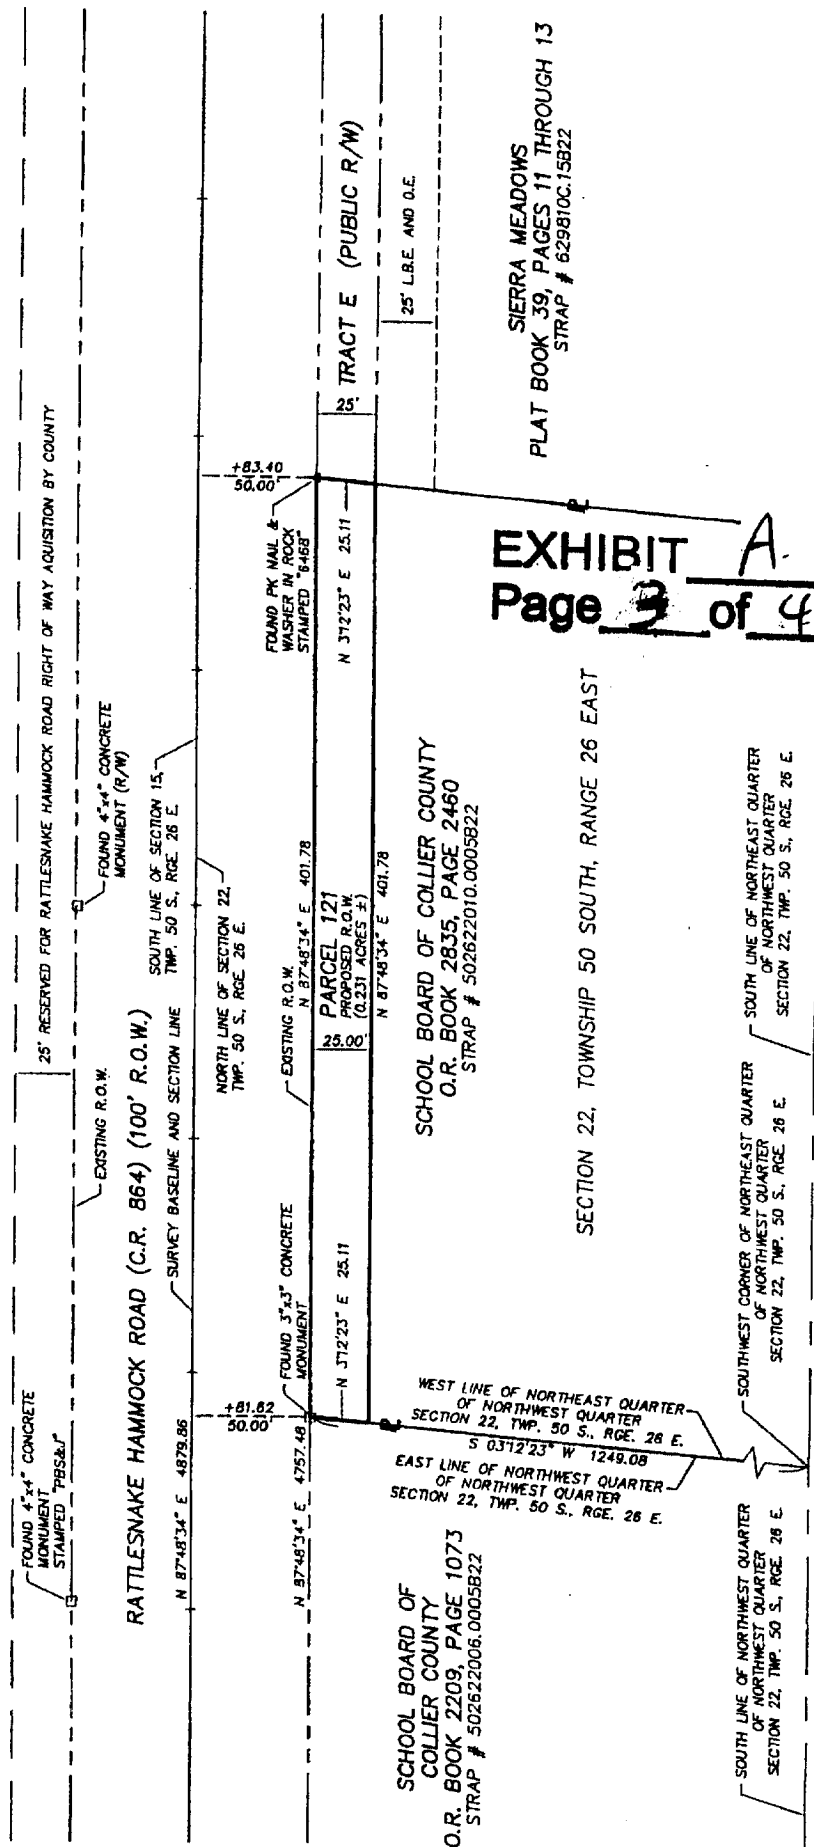 25' RESERVED FOR RATTLESNAKE HAMMOCK ROAD RIGHT OF WAY AQUISITION BY COUNTY
FOUND 4"x4" CONCRETE
MONUMENT
STAMPED "PBS&J"
EXISTING R.O.W.
FOUND 4"x4" CONCRETE
MONUMENT (R/W)
RATTLESNAKE HAMMOCK ROAD (C.R. 864) (100' R.O.W.)
SOUTH LINE OF SECTION 15,
TWP. 50 S., RGE. 26 E.
SURVEY BASELINE AND SECTION LINE
N 87°48'34" E 4879.86
NORTH LINE OF SECTION 22,
TWP. 50 S., RGE. 26 E.
+81.62
50.00'
+83.40
50.00'
FOUND 3"x3" CONCRETE
MONUMENT
FOUND PK NAIL &
WASHER IN ROCK
STAMPED "6468"
N 87°48'34" E 4757.48
EXISTING R.O.W.
N 87°48'34" E 401.78
N 3°12'23" E 25.11
PARCEL 121
PROPOSED R.O.W.
(0.231 ACRES ±)
25.00'
N 3°12'23" E 25.11
25'
TRACT E (PUBLIC R/W)
N 87°48'34" E 401.78
25' L.B.E. AND D.E.
P
L
P
L
SCHOOL BOARD OF
COLLIER COUNTY
O.R. BOOK 2209, PAGE 1073
STRAP # 502622006.0005B22
SCHOOL BOARD OF COLLIER COUNTY
O.R. BOOK 2835, PAGE 2460
STRAP # 502622010.0005B22
SIERRA MEADOWS
PLAT BOOK 39, PAGES 11 THROUGH 13
STRAP # 629810C.15B22
EXHIBIT A.
Page 3 of 4
WEST LINE OF NORTHEAST QUARTER
OF NORTHWEST QUARTER
SECTION 22, TWP. 50 S., RGE. 26 E.
S 03°12'23" W 1249.08
EAST LINE OF NORTHWEST QUARTER
OF NORTHWEST QUARTER
SECTION 22, TWP. 50 S., RGE. 26 E.
SECTION 22, TOWNSHIP 50 SOUTH, RANGE 26 EAST
SOUTH LINE OF NORTHWEST QUARTER
OF NORTHWEST QUARTER
SECTION 22, TWP. 50 S., RGE. 26 E.
SOUTHWEST CORNER OF NORTHEAST QUARTER
OF NORTHWEST QUARTER
SECTION 22, TWP. 50 S., RGE. 26 E.
SOUTH LINE OF NORTHEAST QUARTER
OF NORTHWEST QUARTER
SECTION 22, TWP. 50 S., RGE. 26 E.